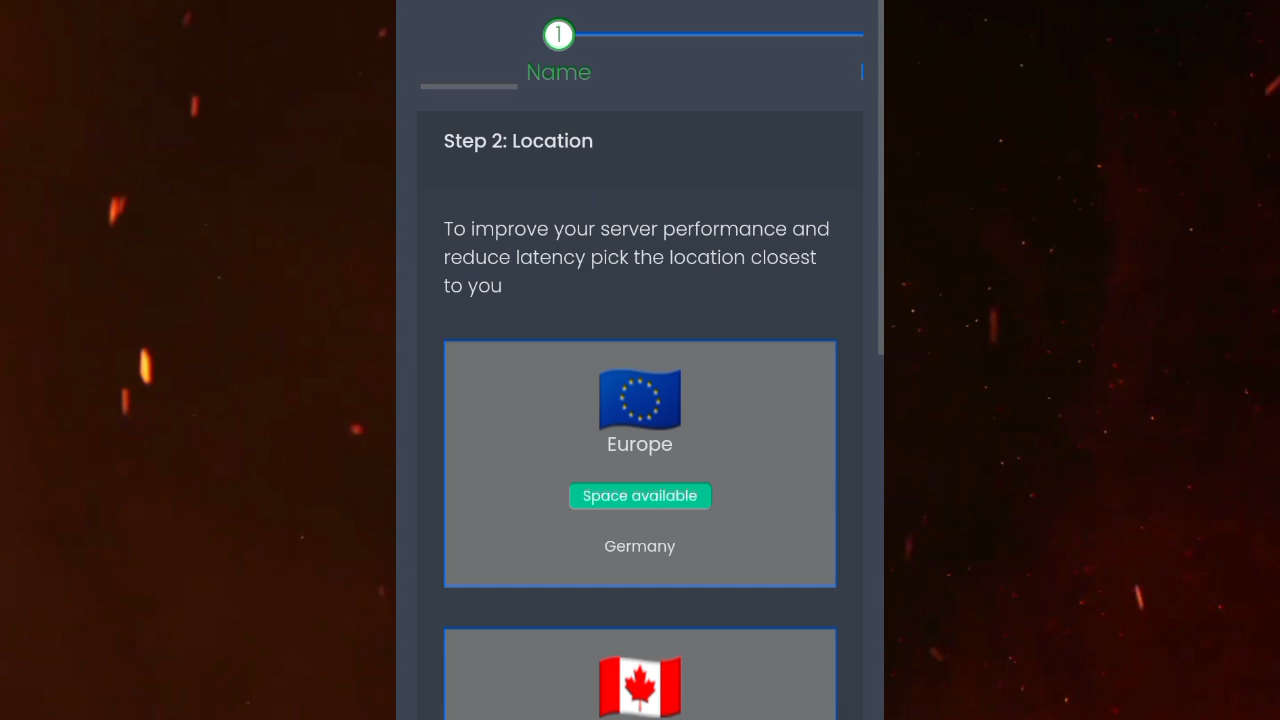 1
Name
Step 2: Location
To improve your server performance and
reduce latency pick the location closest
to you
Europe
Space available
Germany